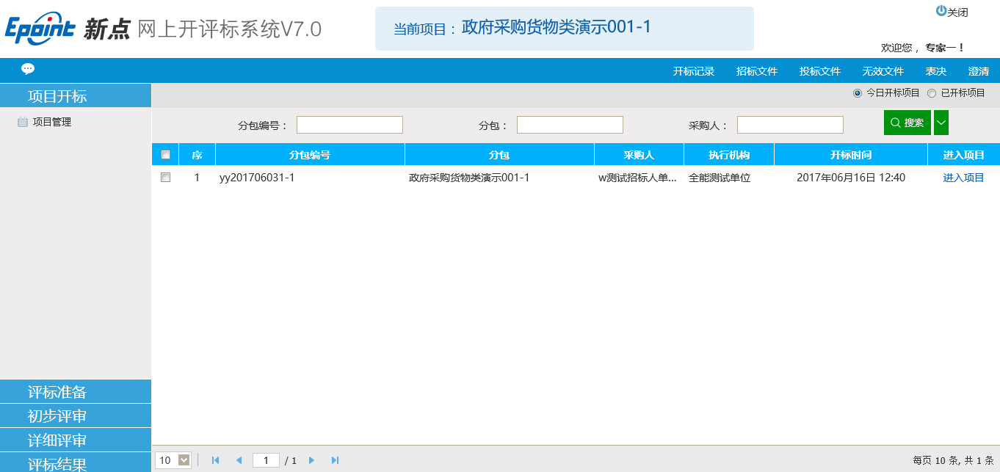 Epoint 新点 网上开评标系统V7.0
当前项目： 政府采购货物类演示001-1
关闭
欢迎您， 专家一！
开标记录 招标文件 投标文件 无效文件 表决 澄清
项目开标
今日开标项目 已开标项目
项目管理
分包编号： 分包： 采购人： 搜索
序 分包编号 分包 采购人 执行机构 开标时间 进入项目
1 yy201706031-1 政府采购货物类演示001-1 w测试招标人单... 全能测试单位 2017年06月16日 12:40 进入项目
评标准备
初步评审
详细评审
评标结果
10 1 / 1 每页 10 条, 共 1 条